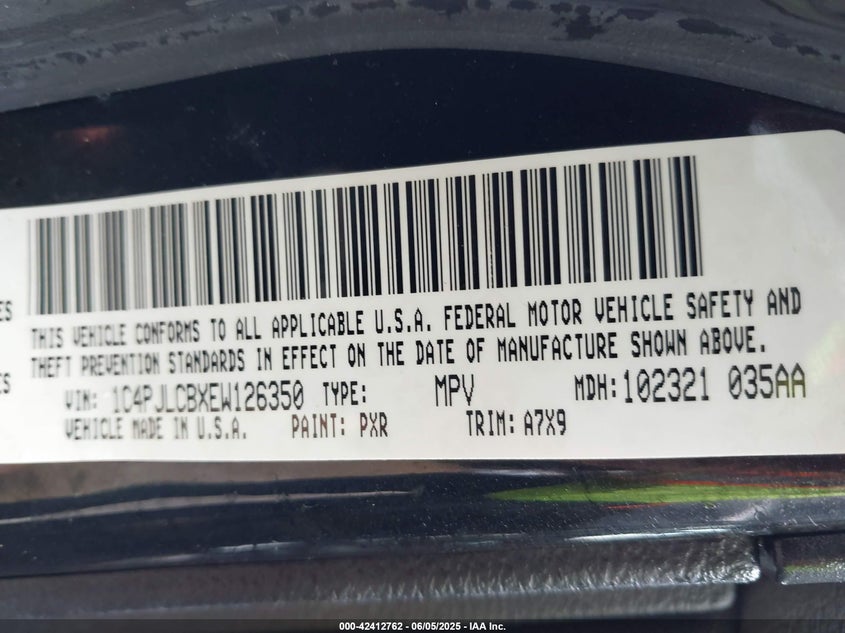 ES
THIS VEHICLE CONFORMS TO ALL APPLICABLE U.S.A. FEDERAL MOTOR VEHICLE SAFETY AND
THEFT PREVENTION STANDARDS IN EFFECT ON THE DATE OF MANUFACTURE SHOWN ABOVE.
ES
VIN: 1C4PJLCBXEW126350 TYPE: MPV MDH:102321 035AA
VEHICLE MADE IN U.S.A. PAINT: PXR TRIM: A7X9
000-42412762 - 06/05/2025 - IAA Inc.